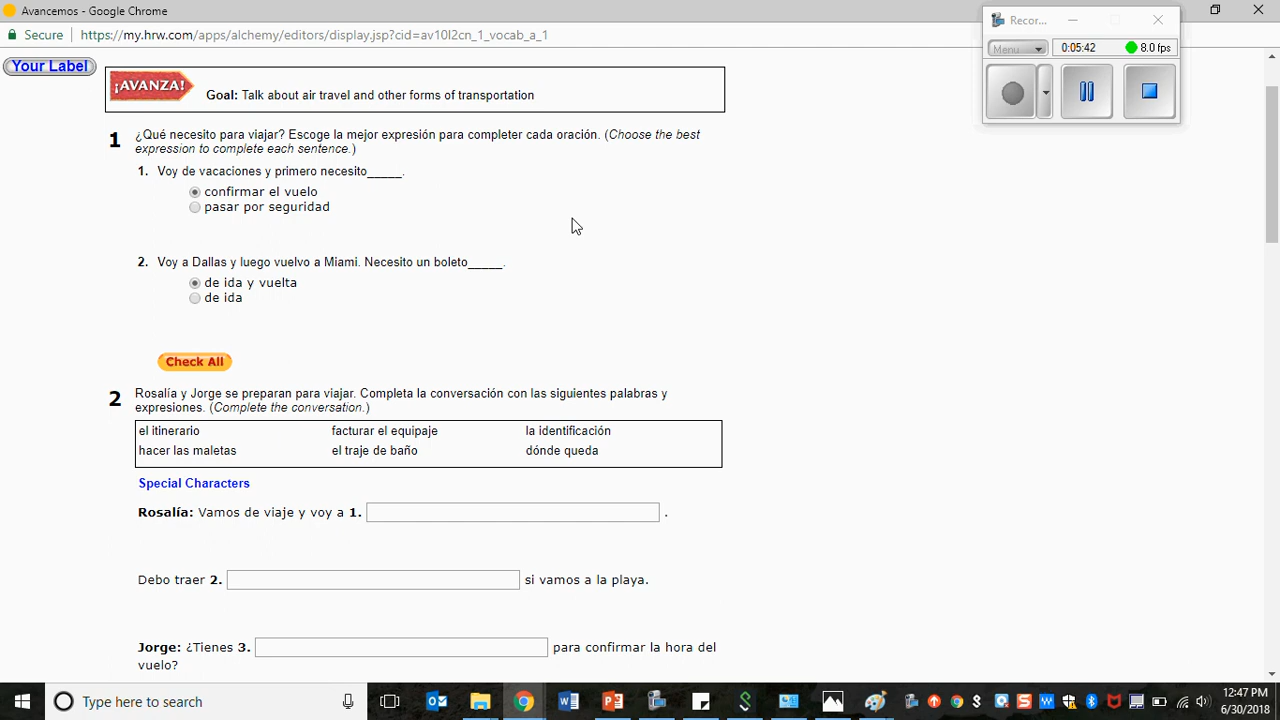 Avancemos - Google Chrome
Secure https://my.hrw.com/apps/alchemy/editors/display.jsp?cid=av10l2cn_1_vocab_a_1
Recor...
Menu 0:05:42 8.0 fps
Your Label
¡AVANZA! Goal: Talk about air travel and other forms of transportation
1 ¿Qué necesito para viajar? Escoge la mejor expresión para completer cada oración. (Choose the best
expression to complete each sentence.)
1. Voy de vacaciones y primero necesito_____.
confirmar el vuelo
pasar por seguridad
2. Voy a Dallas y luego vuelvo a Miami. Necesito un boleto_____.
de ida y vuelta
de ida
Check All
2 Rosalía y Jorge se preparan para viajar. Completa la conversación con las siguientes palabras y
expresiones. (Complete the conversation.)
el itinerario facturar el equipaje la identificación
hacer las maletas el traje de baño dónde queda
Special Characters
Rosalía: Vamos de viaje y voy a 1. .
Debo traer 2. si vamos a la playa.
Jorge: ¿Tienes 3. para confirmar la hora del
vuelo?
Type here to search
12:47 PM
6/30/2018